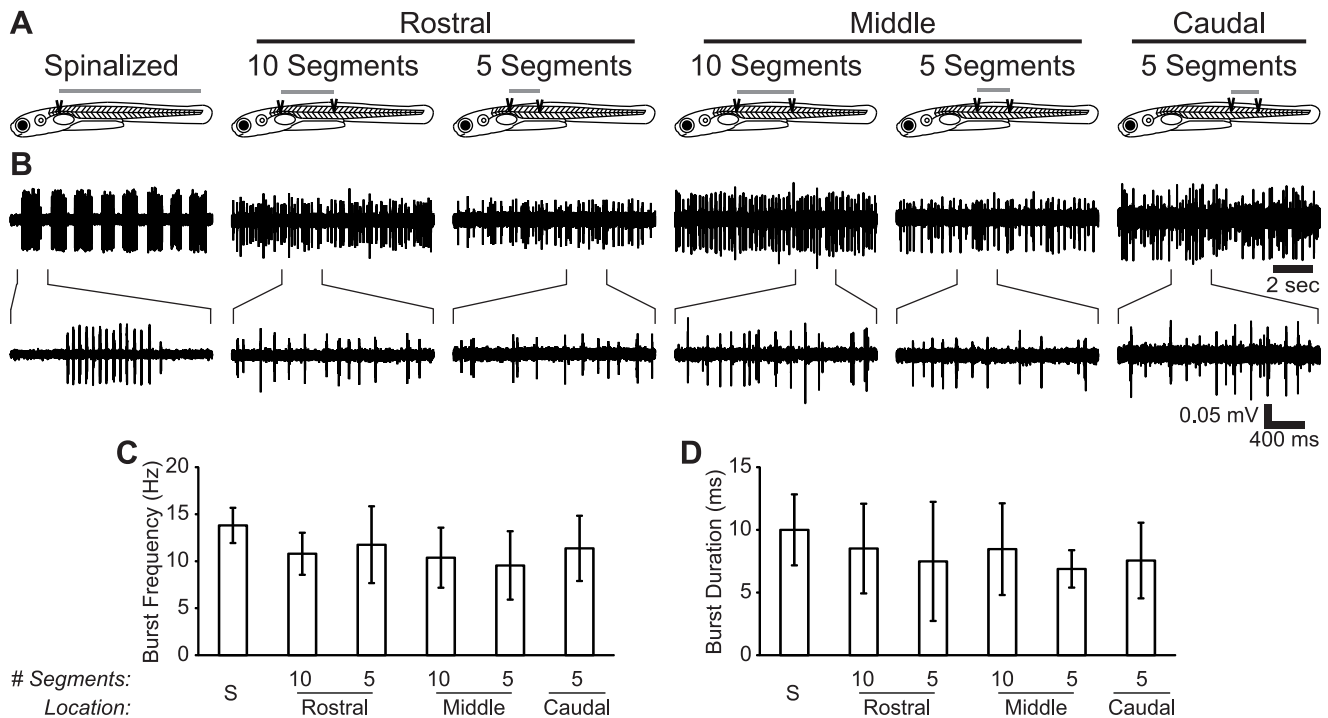 A
Rostral
Middle
Caudal
Spinalized
10 Segments
5 Segments
10 Segments
5 Segments
5 Segments
B
2 sec
0.05 mV
400 ms
C
Burst Frequency (Hz)
20
15
10
5
0
D
Burst Duration (ms)
15
10
5
0
# Segments:
S
10
5
10
5
5
S
10
5
10
5
5
Location:
Rostral
Middle
Caudal
Rostral
Middle
Caudal